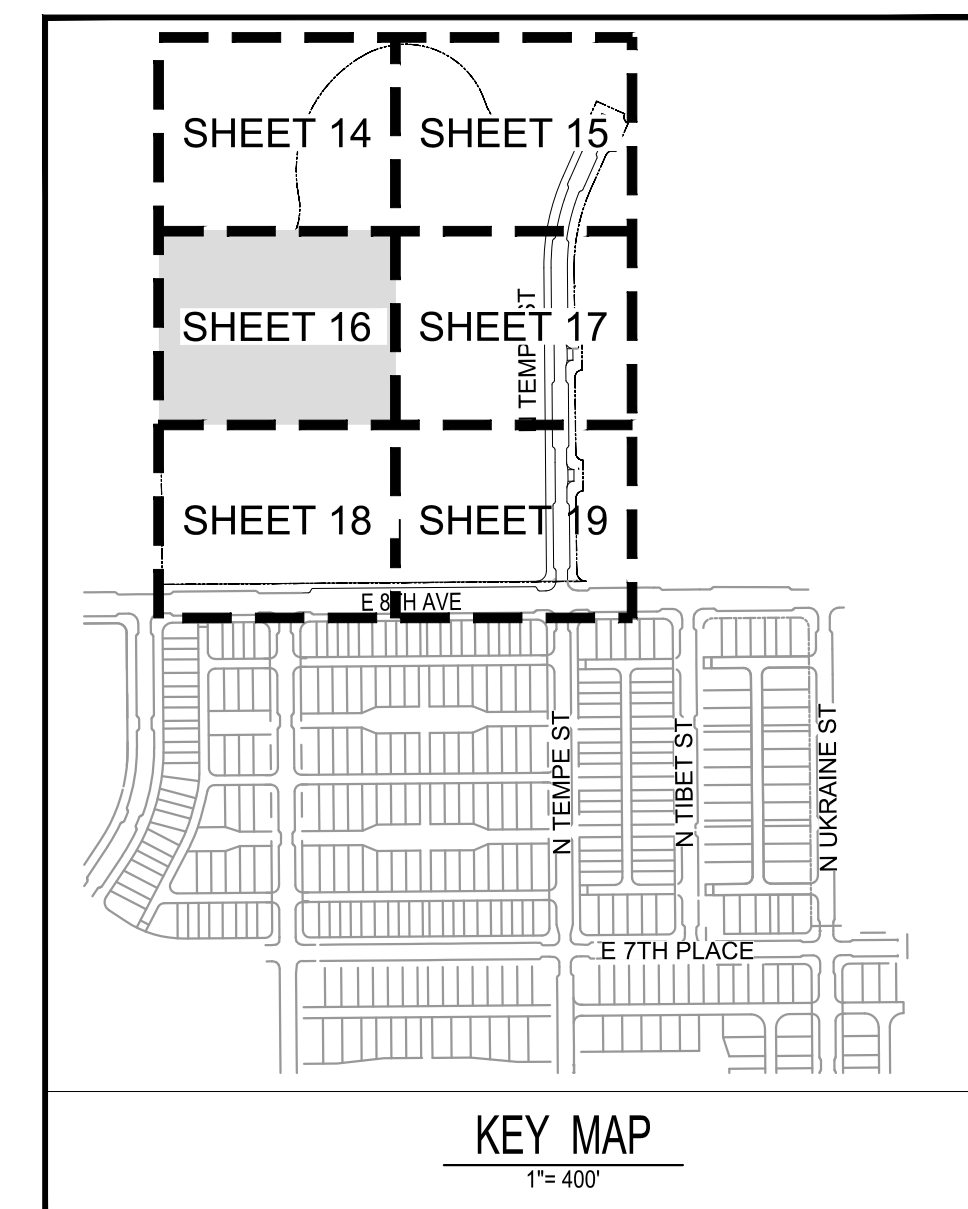 SHEET 14
SHEET 15
SHEET 16
SHEET 17
N TEMPE ST
SHEET 18
SHEET 19
E 8TH AVE
N TEMPE ST
N TIBET ST
N UKRAINE ST
E 7TH PLACE
KEY MAP
1"= 400'